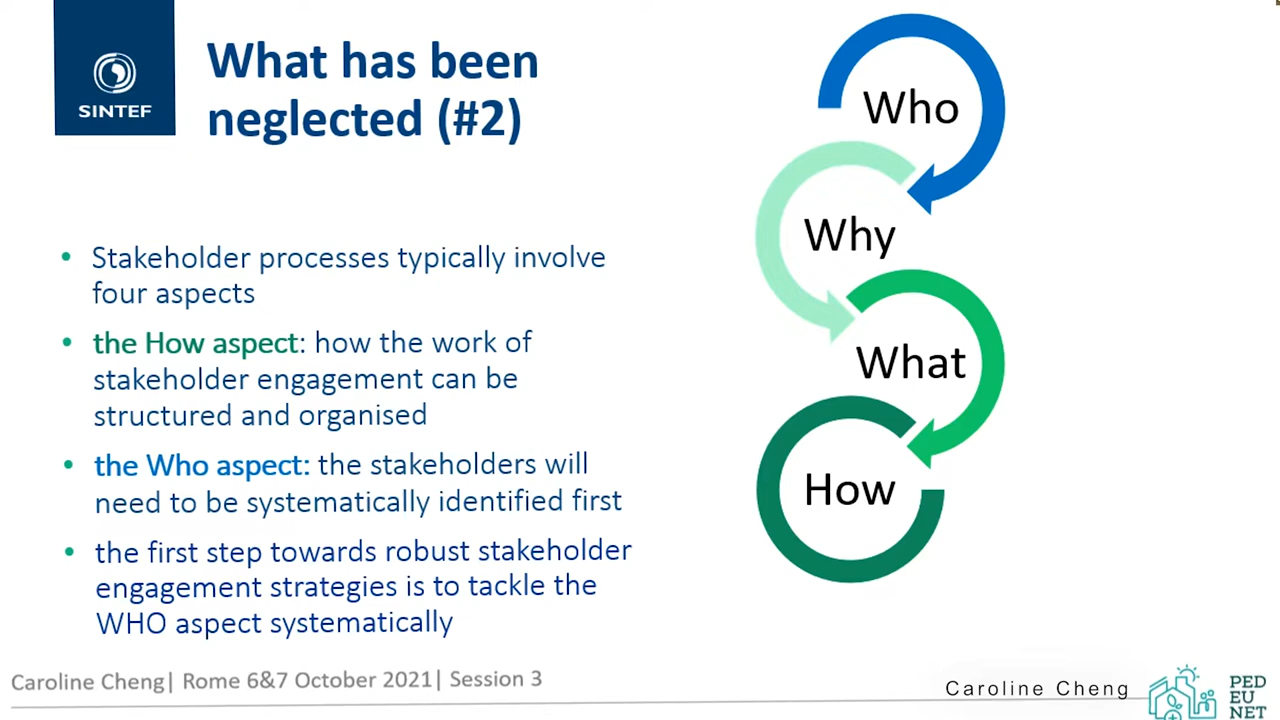 SINTEF
What has been
neglected (#2)
• Stakeholder processes typically involve
four aspects
• the How aspect: how the work of
stakeholder engagement can be
structured and organised
• the Who aspect: the stakeholders will
need to be systematically identified first
• the first step towards robust stakeholder
engagement strategies is to tackle the
WHO aspect systematically
Who
Why
What
How
Caroline Cheng| Rome 6&7 October 2021| Session 3
Caroline Cheng
PED
EU
NET